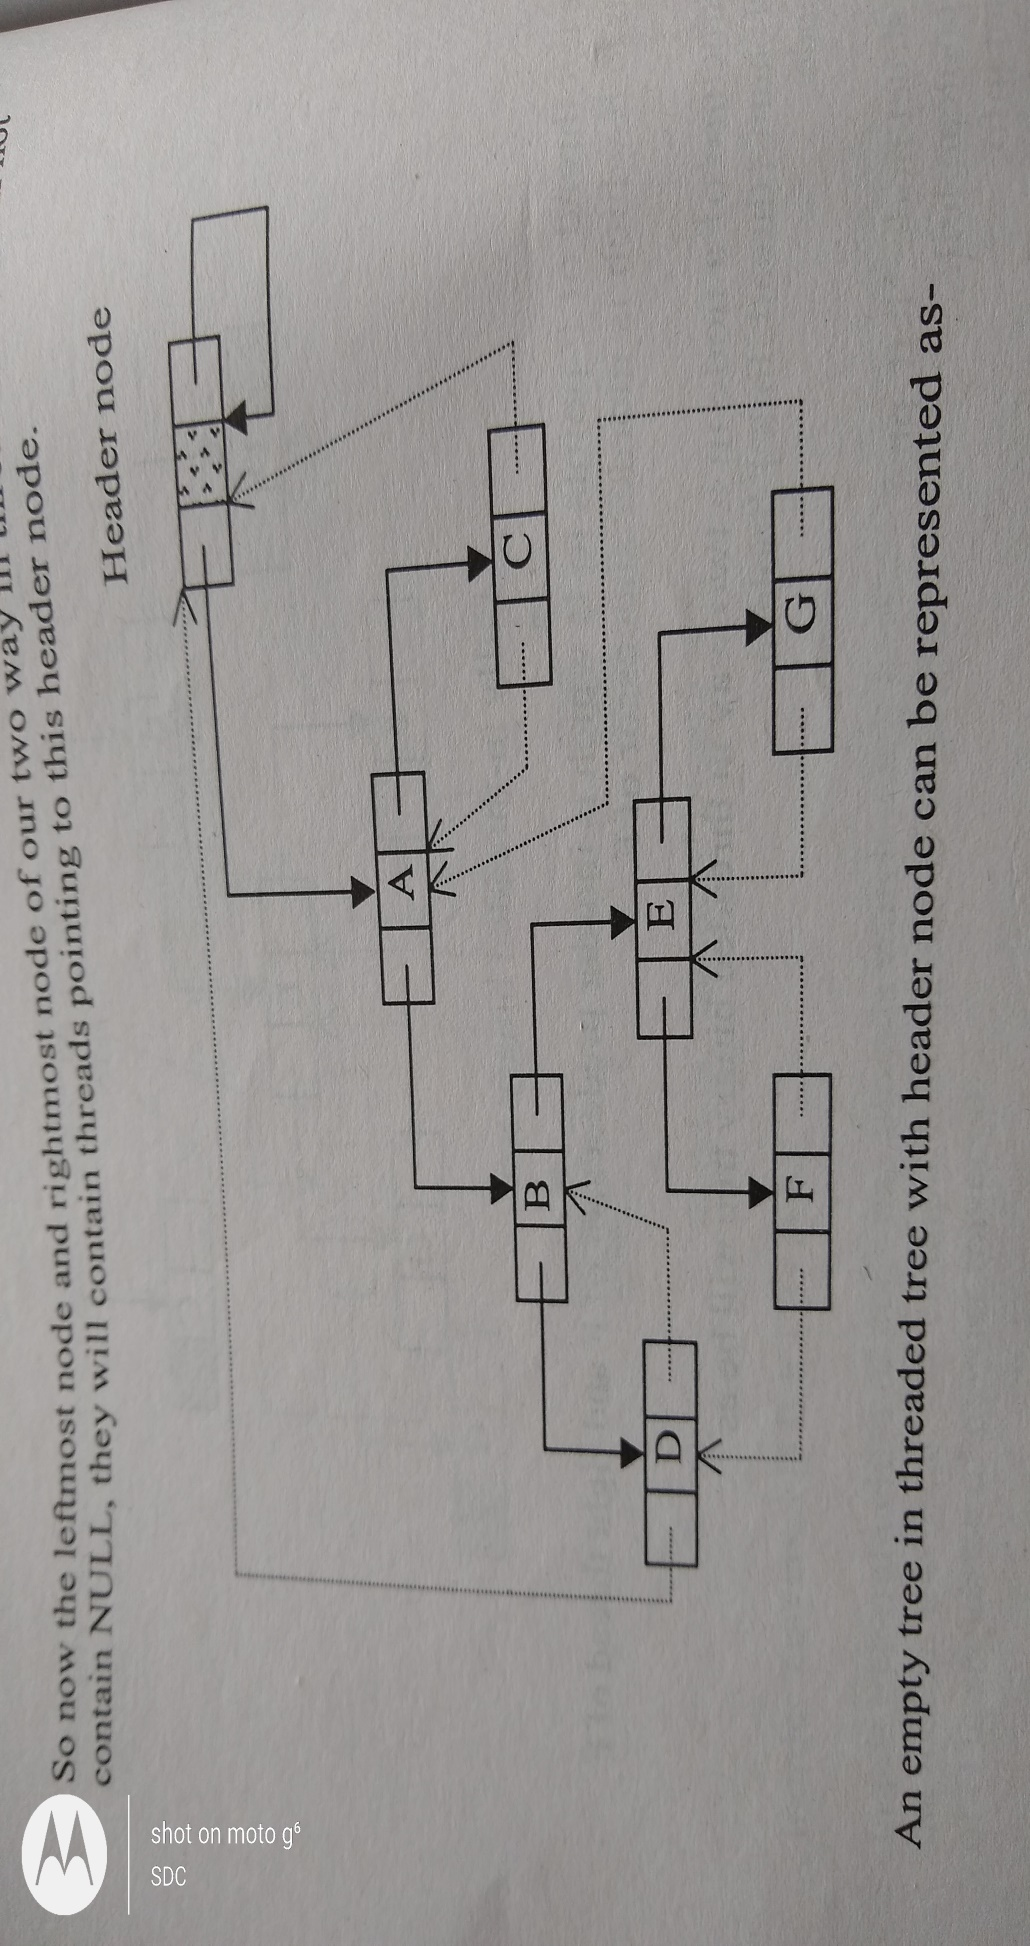 not
So now the leftmost node and rightmost node of our two way in
contain NULL, they will contain threads pointing to this header node.
Header node
A
B
C
D
E
F
G
An empty tree in threaded tree with header node can be represented as-
shot on moto g⁶
SDC